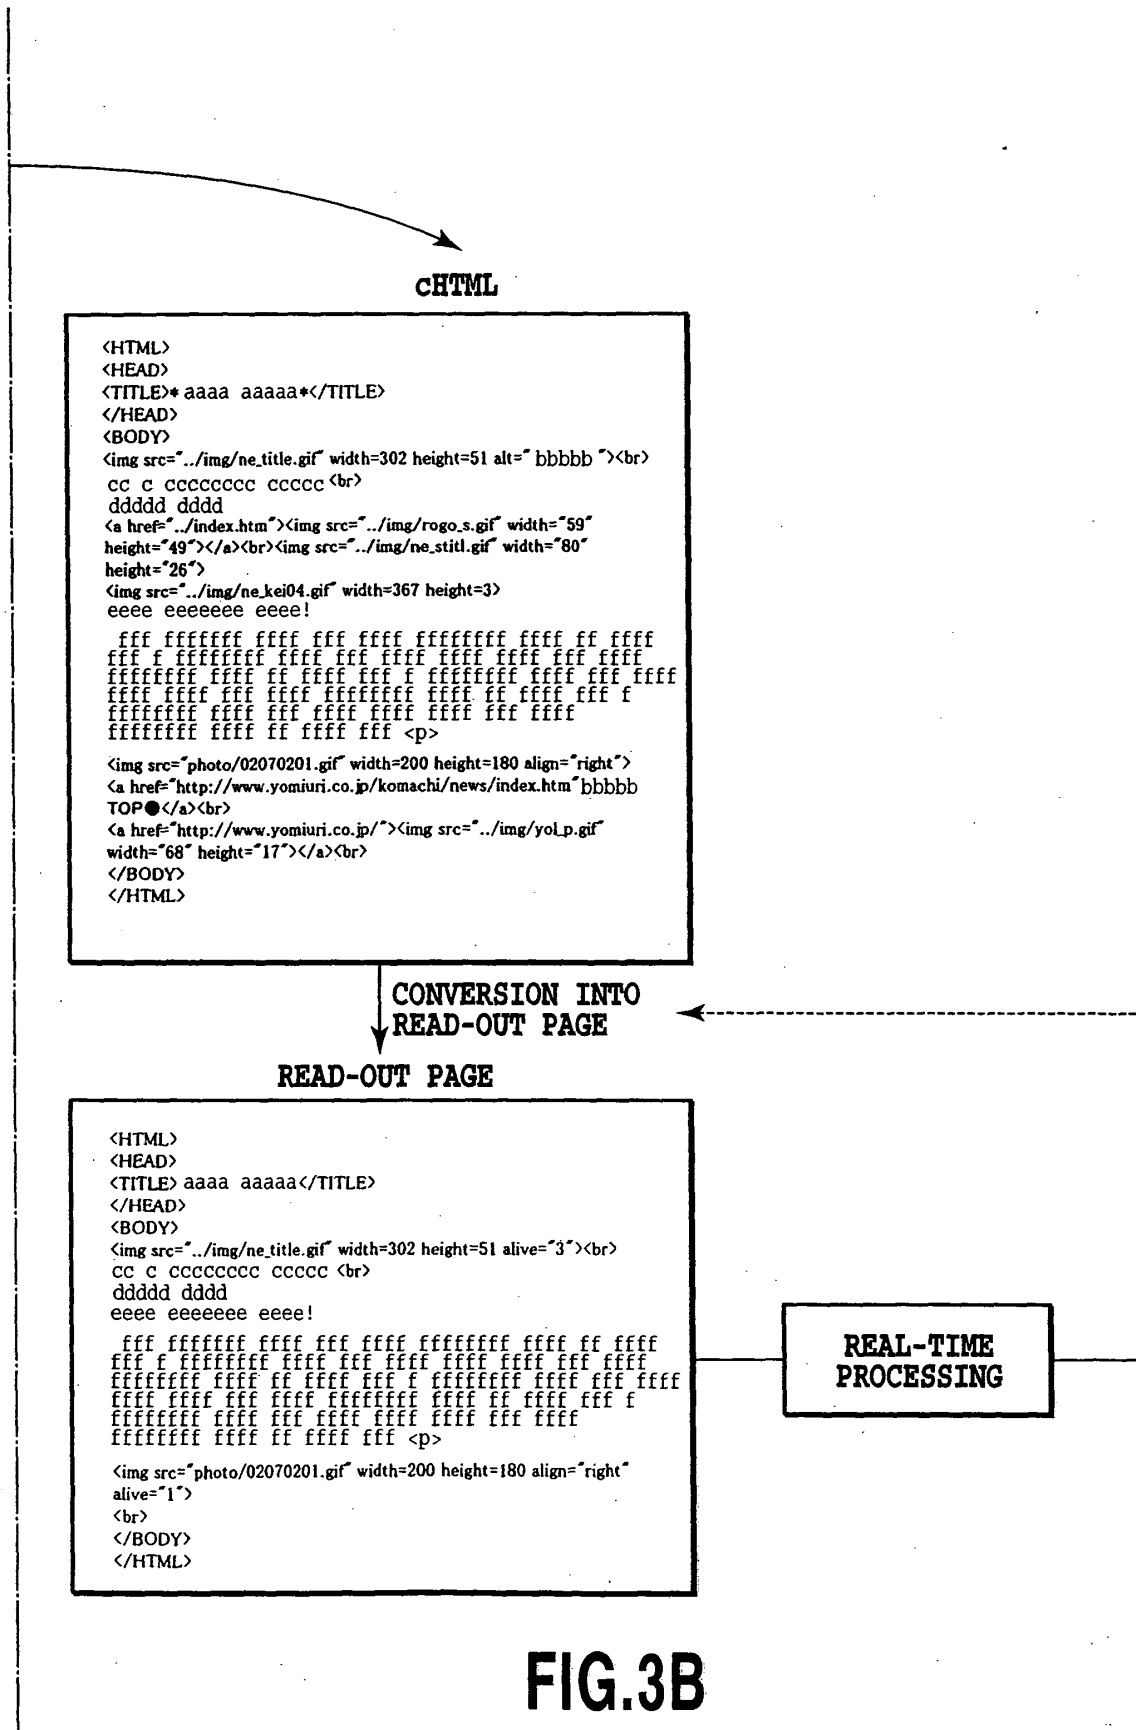 cHTML
<HTML>
<HEAD>
<TITLE>* aaaa aaaaa*</TITLE>
</HEAD>
<BODY>
<img src="../img/ne_title.gif" width=302 height=51 alt=" bbbbb "><br>
cc c cccccccc ccccc <br>
ddddd dddd
<a href="../index.htm"><img src="../img/rogo_s.gif" width="59"
height="49"></a><br><img src="../img/ne_stitl.gif" width="80"
height="26">
<img src="../img/ne_kei04.gif" width=367 height=3>
eeee eeeeeee eeee!
fff fffffff ffff fff ffff ffffffff ffff ff ffff
fff f ffffffff ffff fff ffff ffff ffff fff ffff
ffffffff ffff ff ffff fff f ffffffff ffff fff ffff
ffff ffff fff ffff ffffffff ffff ff ffff fff f
ffffffff ffff fff ffff ffff ffff fff ffff
ffffffff ffff ff ffff fff <p>
<img src="photo/02070201.gif" width=200 height=180 align="right">
<a href="http://www.yomiuri.co.jp/komachi/news/index.htm" bbbbb
TOP●</a><br>
<a href="http://www.yomiuri.co.jp/"><img src="../img/yol_p.gif"
width="68" height="17"></a><br>
</BODY>
</HTML>
CONVERSION INTO
READ-OUT PAGE
READ-OUT PAGE
<HTML>
<HEAD>
<TITLE> aaaa aaaaa</TITLE>
</HEAD>
<BODY>
<img src="../img/ne_title.gif" width=302 height=51 alive="3"><br>
cc c cccccccc ccccc <br>
ddddd dddd
eeee eeeeeee eeee!
fff fffffff ffff fff ffff ffffffff ffff ff ffff
fff f ffffffff ffff fff ffff ffff ffff fff ffff
ffffffff ffff ff ffff fff f ffffffff ffff fff ffff
ffff ffff fff ffff ffffffff ffff ff ffff fff f
ffffffff ffff fff ffff ffff ffff fff ffff
ffffffff ffff ff ffff fff <p>
<img src="photo/02070201.gif" width=200 height=180 align="right"
alive="1">
<br>
</BODY>
</HTML>
REAL-TIME
PROCESSING
FIG.3B